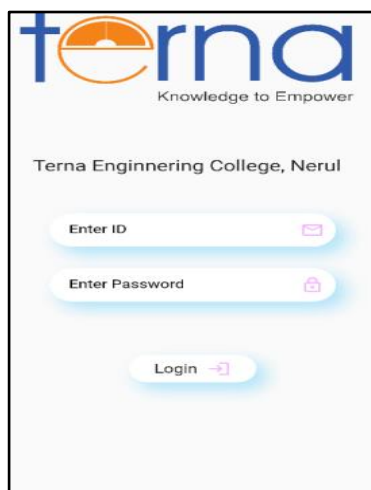 terna
Knowledge to Empower
Terna Enginnering College, Nerul
Enter ID
Enter Password
Login